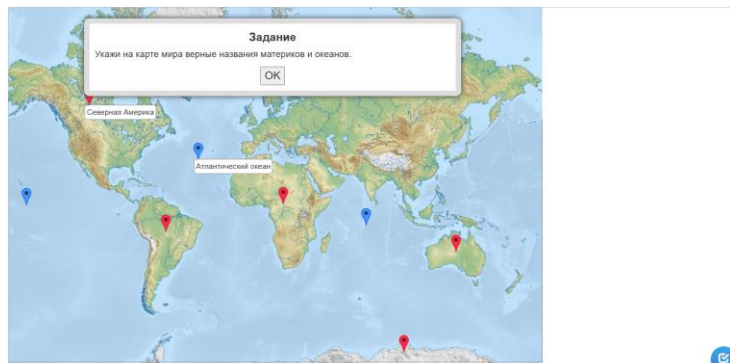 Задание
Укажи на карте мира верные названия материков и океанов.
OK
Северная Америка
Атлантический океан